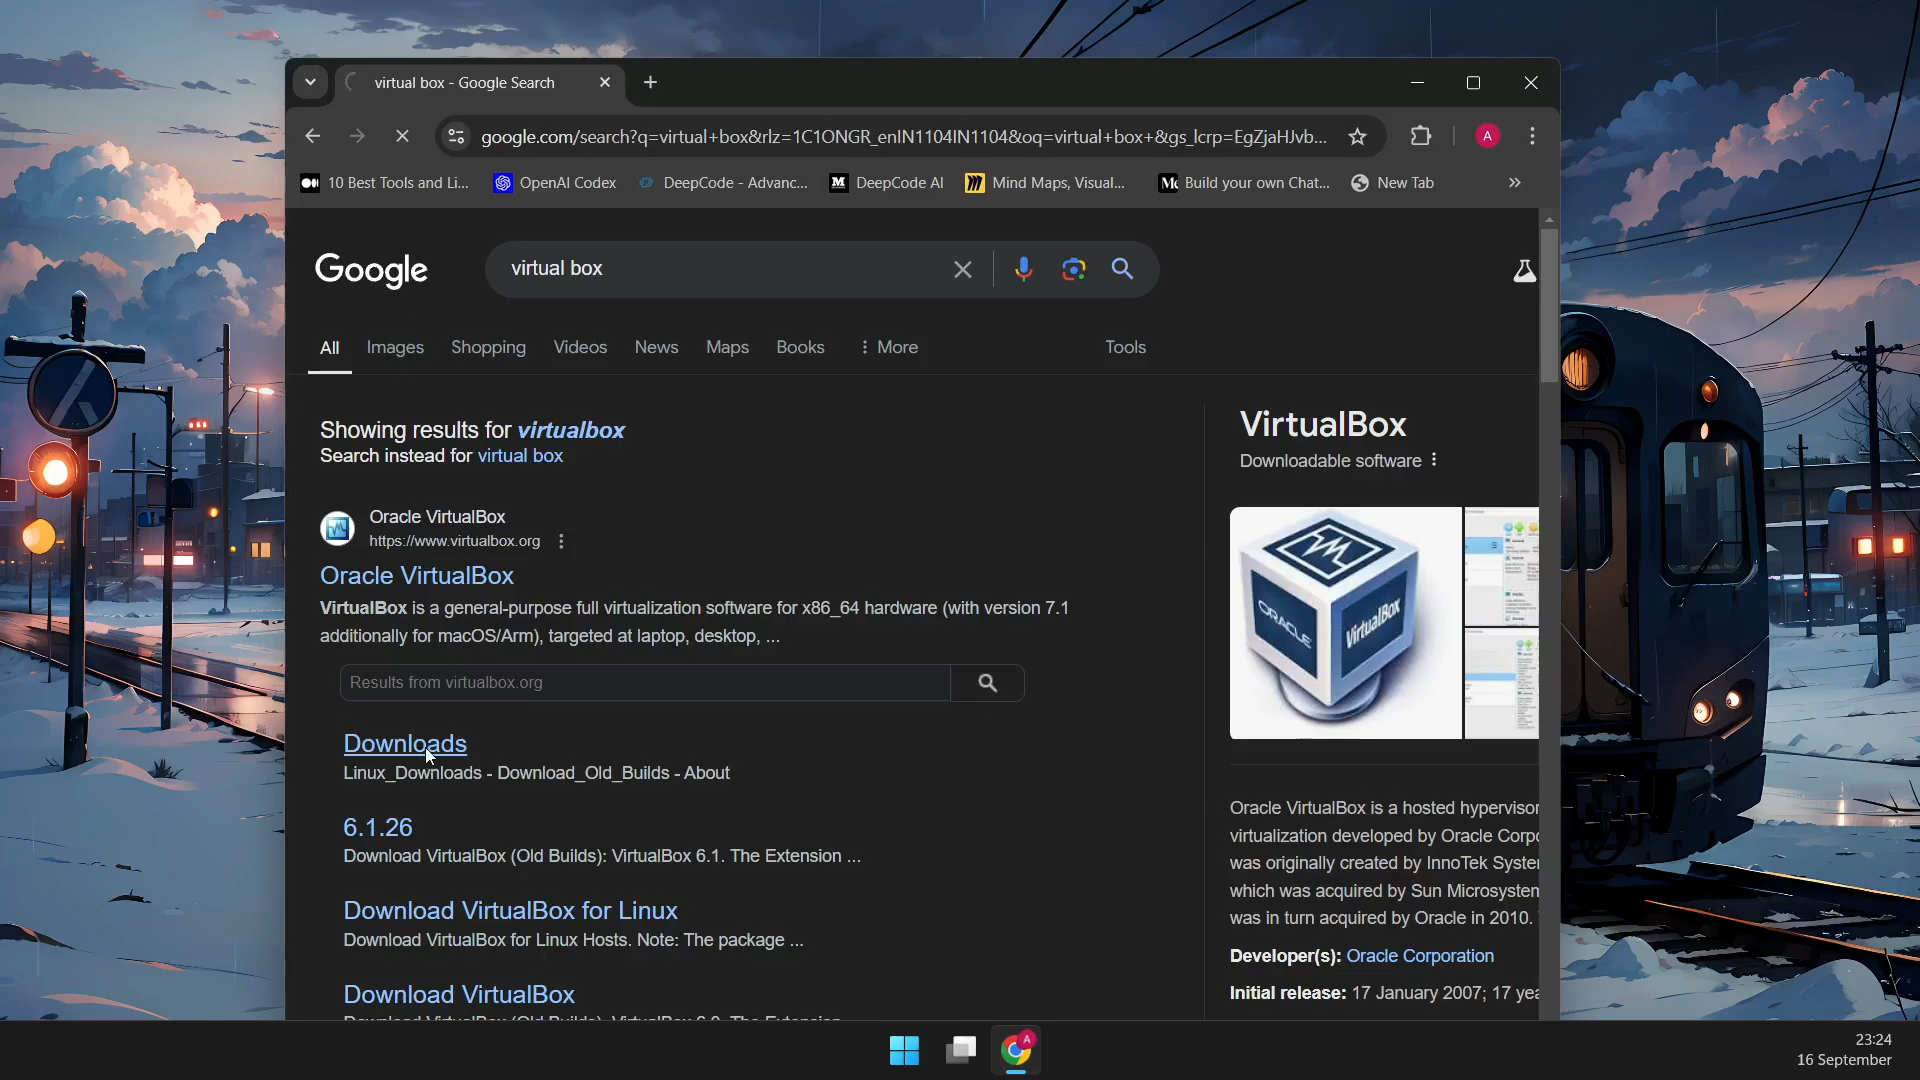 virtual box - Google Search
google.com/search?q=virtual+box&rlz=1C1ONGR_enIN1104IN1104&oq=virtual+box+&gs_lcrp=EgZjaHJvb...
A
10 Best Tools and Li... OpenAI Codex DeepCode - Advanc... DeepCode AI Mind Maps, Visual... Build your own Chat... New Tab
Google
virtual box
All Images Shopping Videos News Maps Books More Tools
Showing results for virtualbox
Search instead for virtual box
Oracle VirtualBox
https://www.virtualbox.org
Oracle VirtualBox
VirtualBox is a general-purpose full virtualization software for x86_64 hardware (with version 7.1
additionally for macOS/Arm), targeted at laptop, desktop, ...
Results from virtualbox.org
Downloads
Linux_Downloads - Download_Old_Builds - About
6.1.26
Download VirtualBox (Old Builds): VirtualBox 6.1. The Extension ...
Download VirtualBox for Linux
Download VirtualBox for Linux Hosts. Note: The package ...
Download VirtualBox
VirtualBox
Downloadable software
ORACLE
VirtualBox
Oracle VirtualBox is a hosted hypervisor
virtualization developed by Oracle Corpo
was originally created by InnoTek System
which was acquired by Sun Microsystem
was in turn acquired by Oracle in 2010.
Developer(s): Oracle Corporation
Initial release: 17 January 2007; 17 yea
A
23:24
16 September